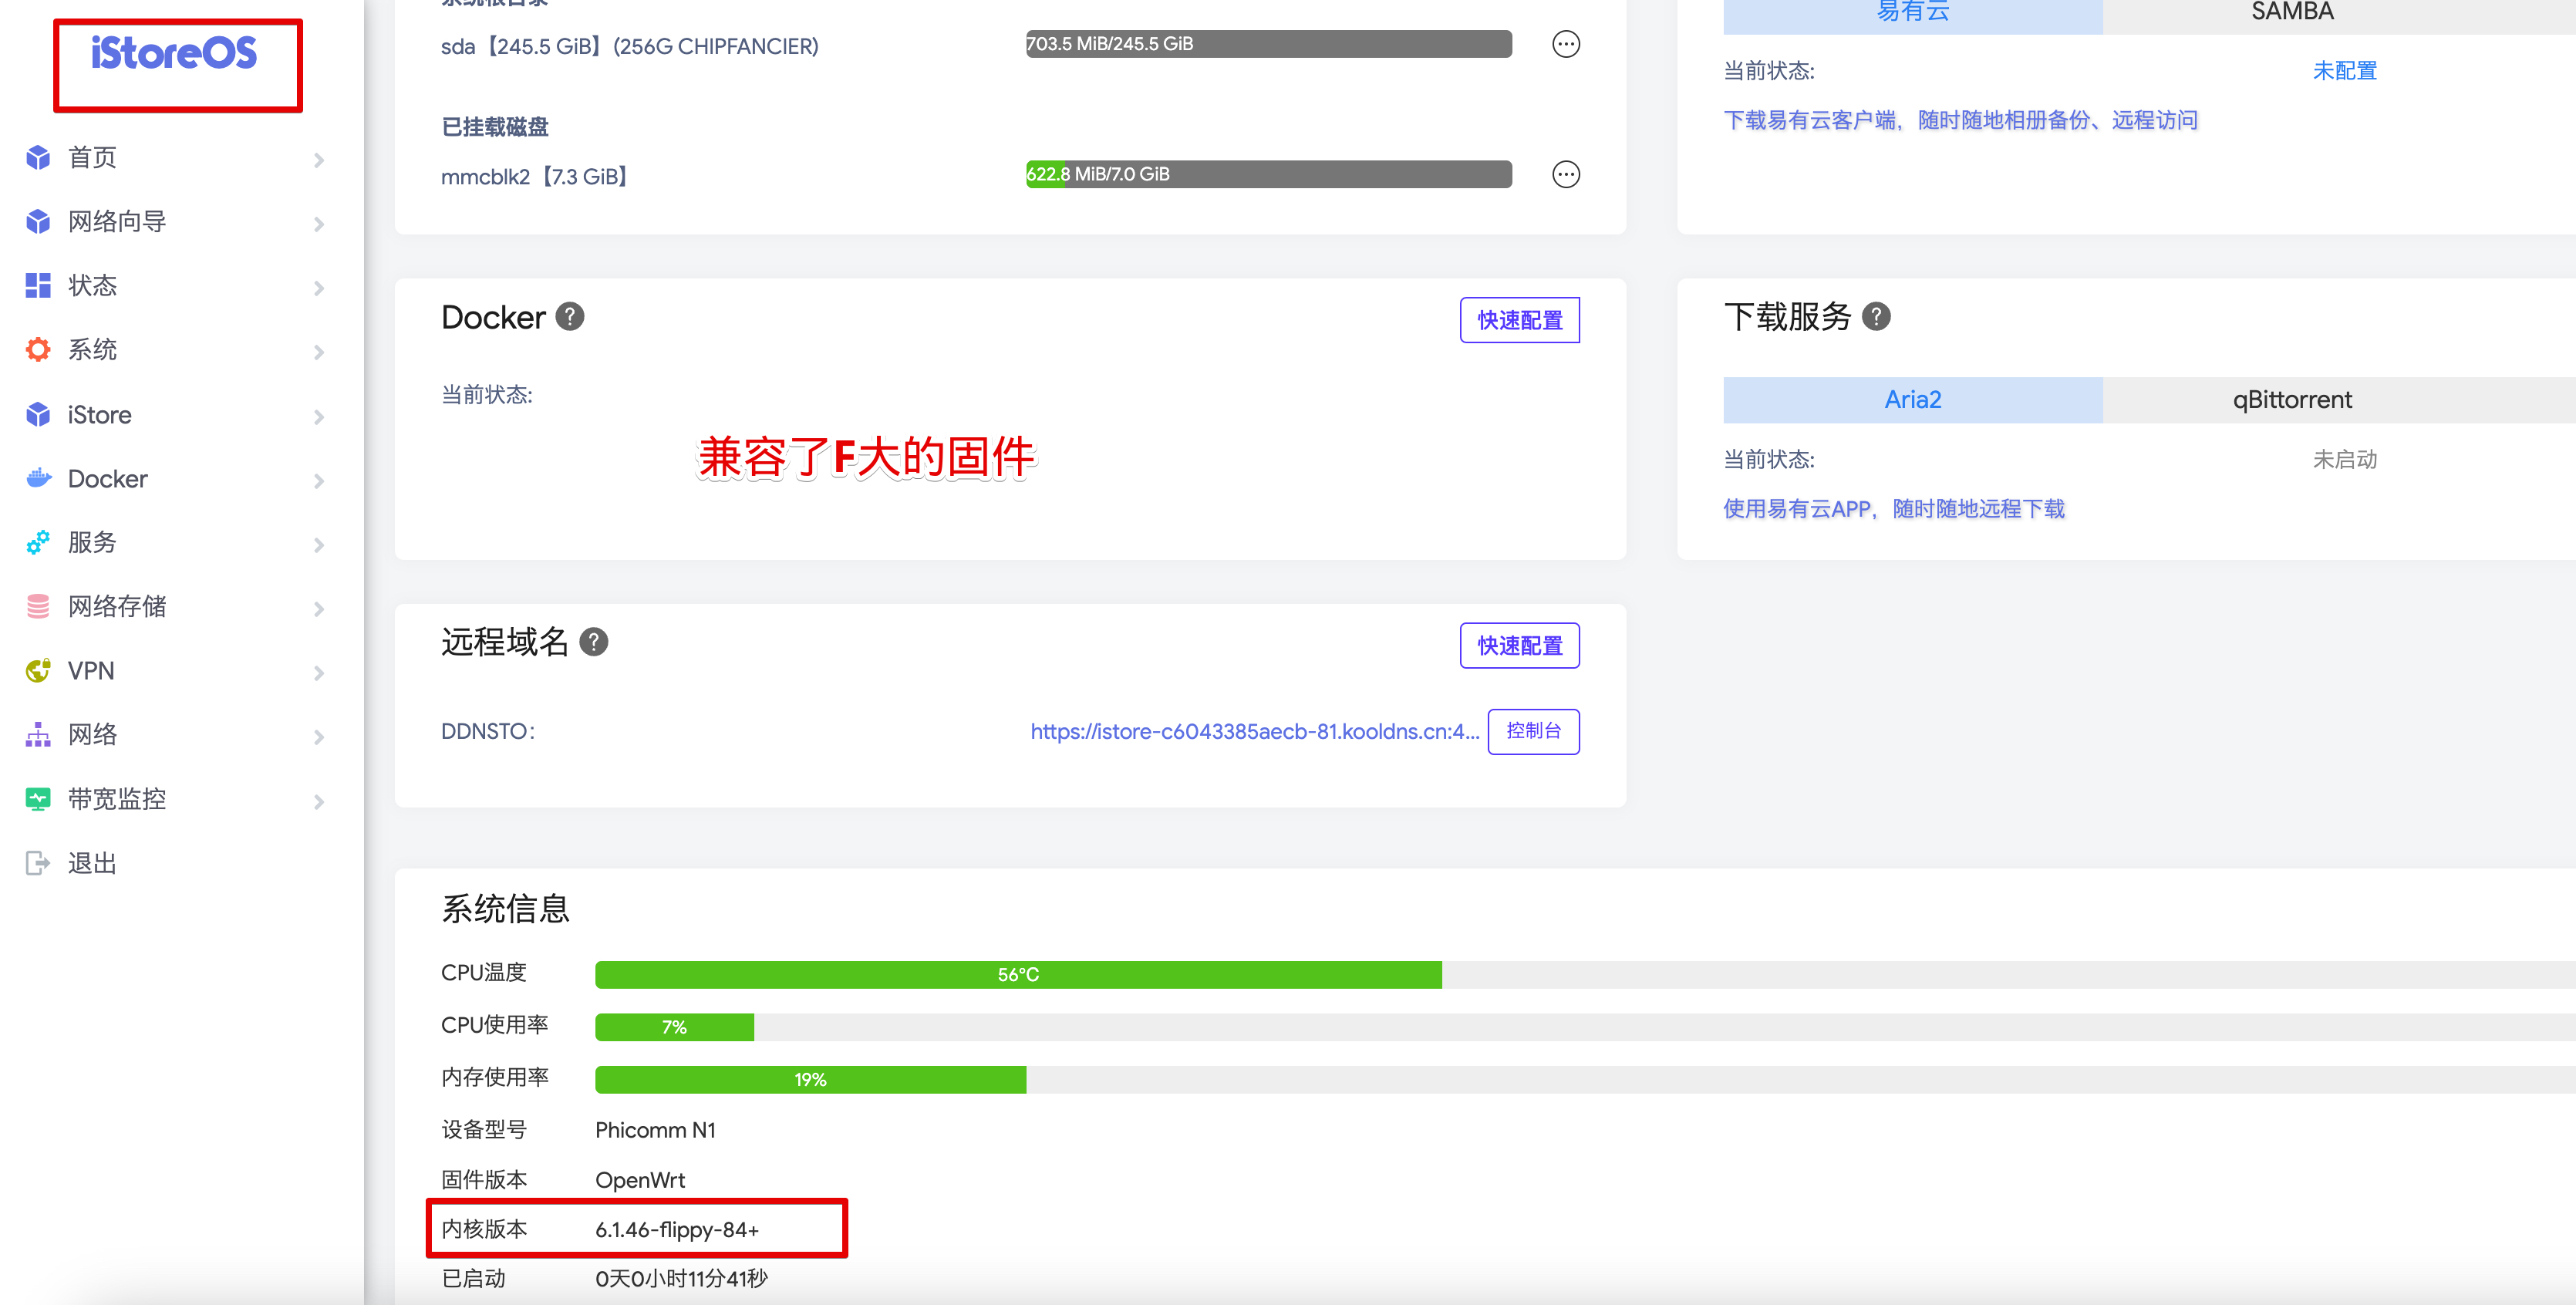 iStoreOS
首页
网络向导
状态
系统
iStore
Docker
服务
网络存储
VPN
网络
带宽监控
退出
系统根目录
sda【245.5 GiB】(256G CHIPFANCIER)
703.5 MiB/245.5 GiB
已挂载磁盘
mmcblk2【7.3 GiB】
622.8 MiB/7.0 GiB
易有云
SAMBA
当前状态:
未配置
下载易有云客户端，随时随地相册备份、远程访问
Docker
快速配置
当前状态:
兼容了F大的固件
下载服务
Aria2
qBittorrent
当前状态:
未启动
使用易有云APP，随时随地远程下载
远程域名
快速配置
DDNSTO：
https://istore-c6043385aecb-81.kooldns.cn:4...
控制台
系统信息
CPU温度
56°C
CPU使用率
7%
内存使用率
19%
设备型号
Phicomm N1
固件版本
OpenWrt
内核版本
6.1.46-flippy-84+
已启动
0天0小时11分41秒